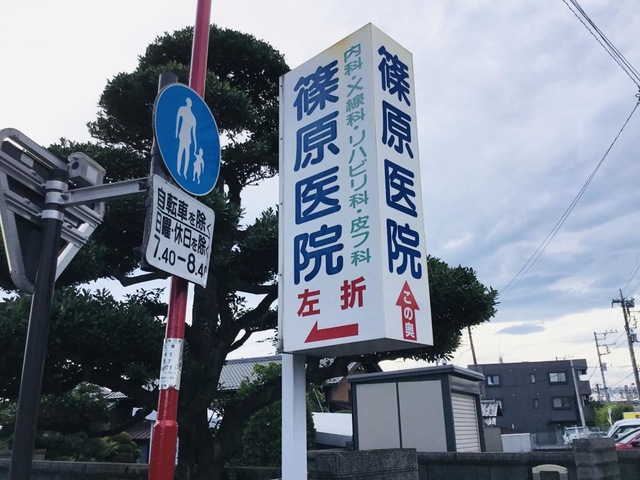 自転車を除く
日曜・休日を除く
7.40－8.4
篠原医院
内科・X線科・リハビリ科・皮フ科
左折
篠原医院
この奥